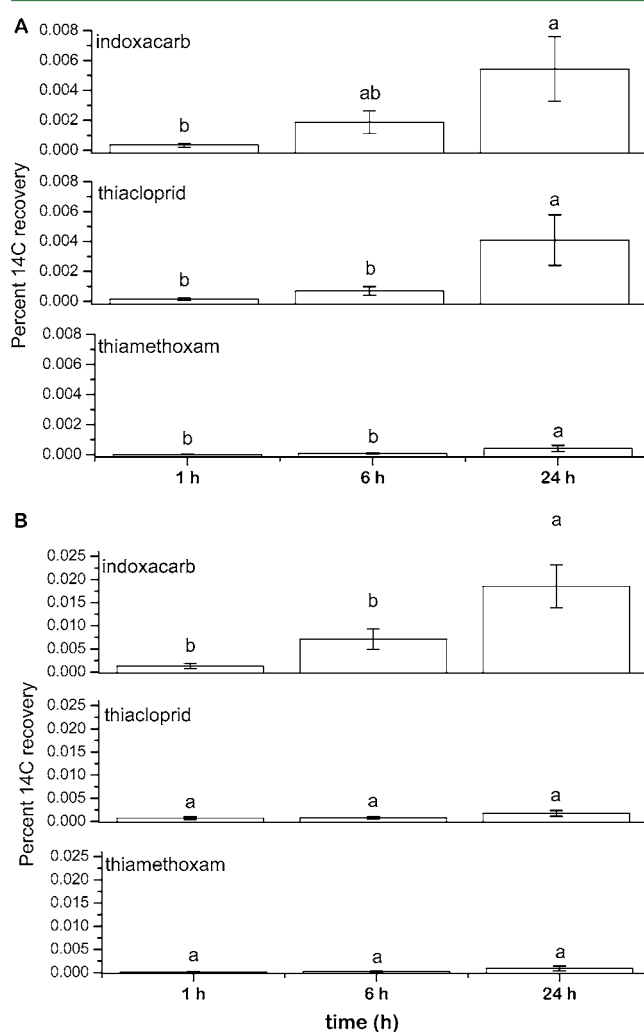 A
Percent 14C recovery
indoxacarb
0.008
0.006
0.004
0.002
0.000
b
ab
a
thiacloprid
0.008
0.006
0.004
0.002
0.000
b
b
a
thiamethoxam
0.008
0.006
0.004
0.002
0.000
b
b
a
1 h 6 h 24 h
B
Percent 14C recovery
indoxacarb
0.025
0.020
0.015
0.010
0.005
0.000
b
b
a
thiacloprid
0.025
0.020
0.015
0.010
0.005
0.000
a
a
a
thiamethoxam
0.025
0.020
0.015
0.010
0.005
0.000
a
a
a
1 h 6 h 24 h
time (h)